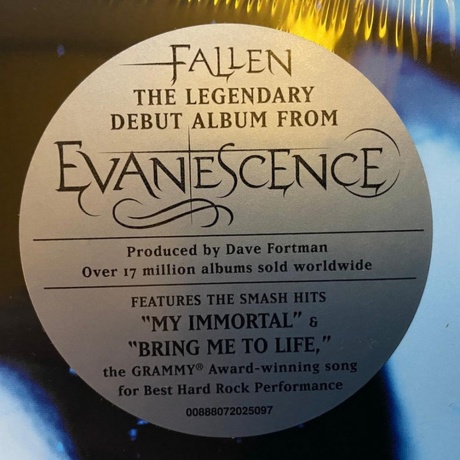 FALLEN
THE LEGENDARY
DEBUT ALBUM FROM
EVANESCENCE
Produced by Dave Fortman
Over 17 million albums sold worldwide
FEATURES THE SMASH HITS
"MY IMMORTAL" &
"BRING ME TO LIFE,"
the GRAMMY® Award-winning song
for Best Hard Rock Performance
00888072025097